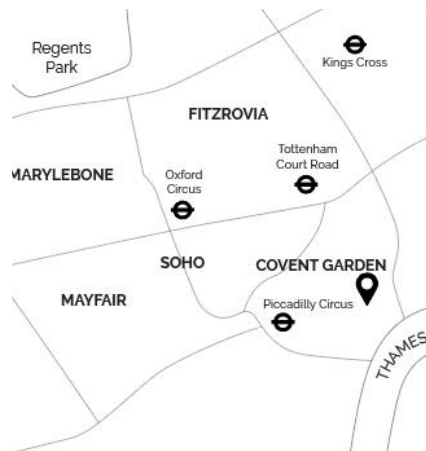 Regents
Park
Kings Cross
FITZROVIA
Tottenham
Court Road
MARYLEBONE
Oxford
Circus
SOHO
COVENT GARDEN
MAYFAIR
Piccadilly Circus
THAMES